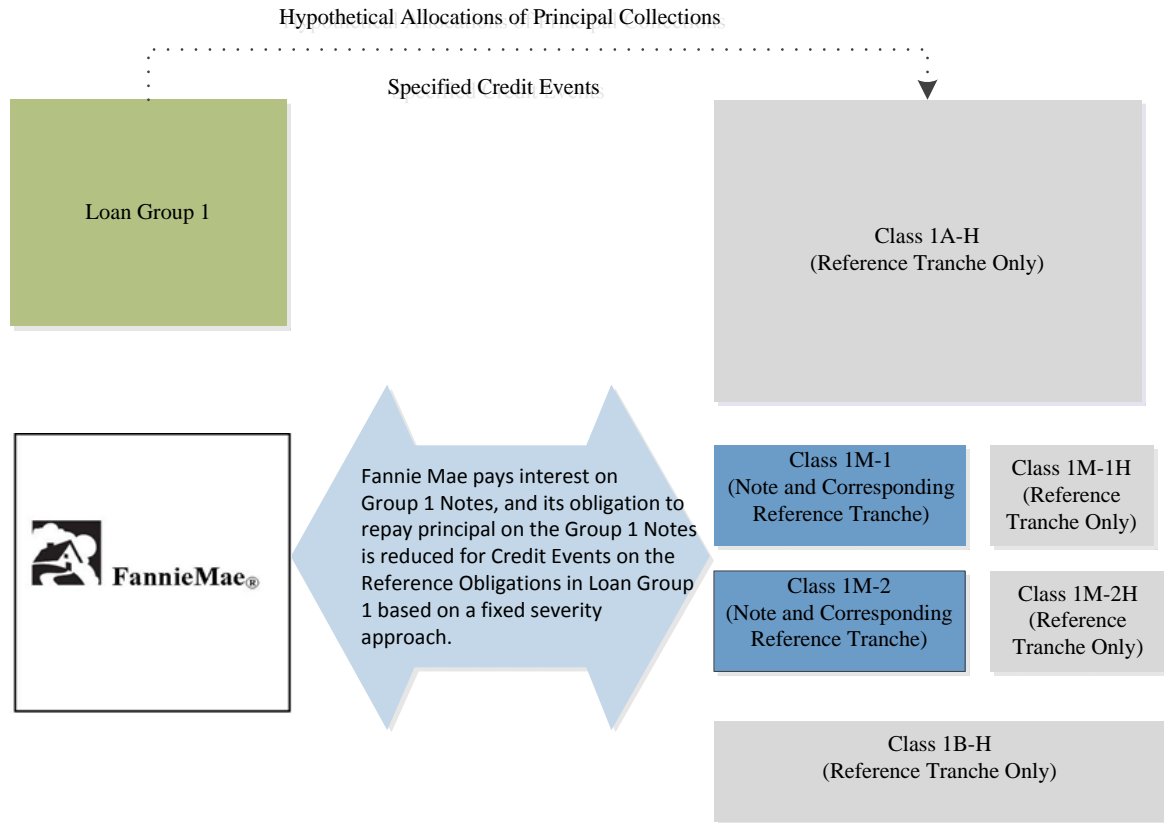 Hypothetical Allocations of Principal Collections
Specified Credit Events
Loan Group 1
Class 1A-H
(Reference Tranche Only)
FannieMae®
Fannie Mae pays interest on
Group 1 Notes, and its obligation to
repay principal on the Group 1 Notes
is reduced for Credit Events on the
Reference Obligations in Loan Group
1 based on a fixed severity
approach.
Class 1M-1
(Note and Corresponding
Reference Tranche)
Class 1M-1H
(Reference
Tranche Only)
Class 1M-2
(Note and Corresponding
Reference Tranche)
Class 1M-2H
(Reference
Tranche Only)
Class 1B-H
(Reference Tranche Only)